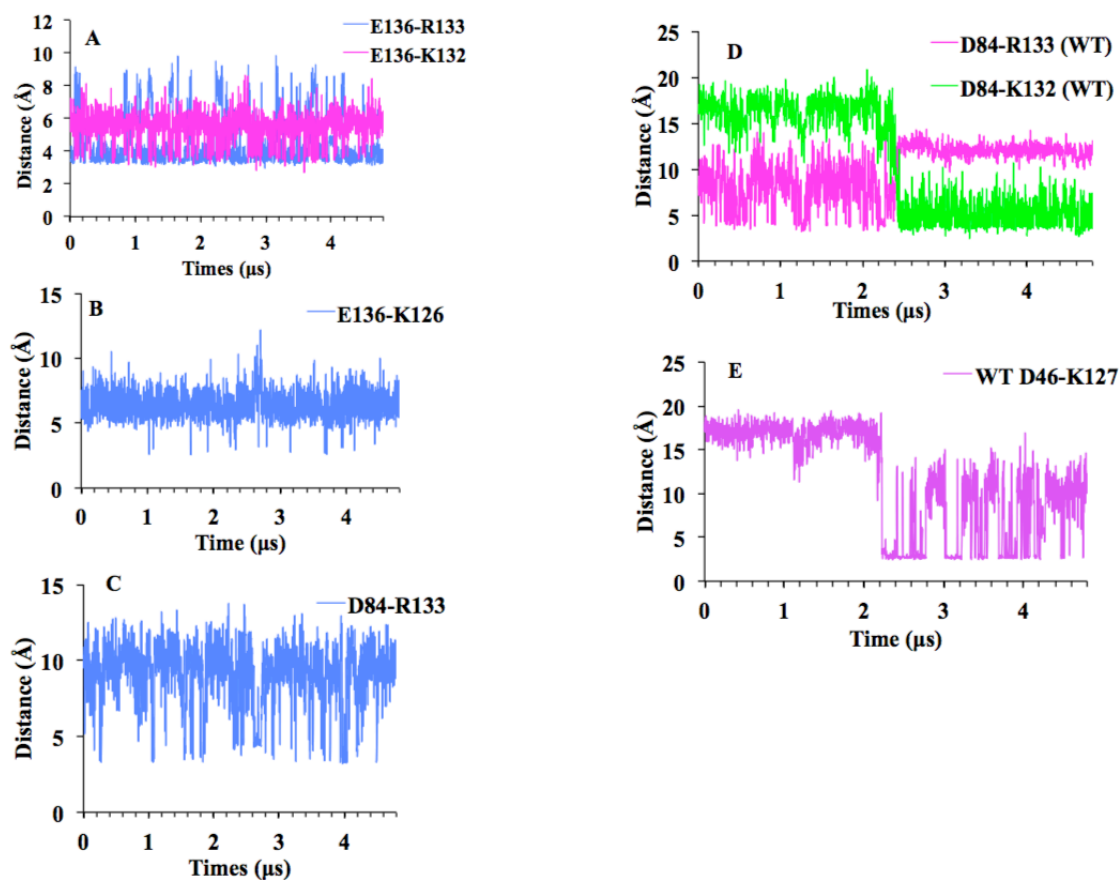 A
E136-R133
E136-K132
Distance (Å)
12
10
8
6
4
2
0
0 1 2 3 4
Times (µs)
B
E136-K126
Distance (Å)
15
10
5
0
0 1 2 3 4
Time (µs)
C
D84-R133
Distance (Å)
15
10
5
0
0 1 2 3 4
Times (µs)
D
D84-R133 (WT)
D84-K132 (WT)
Distance (Å)
25
20
15
10
5
0
0 1 2 3 4
Times (µs)
E
WT D46-K127
Distance (Å)
25
20
15
10
5
0
0 1 2 3 4
Time (µs)